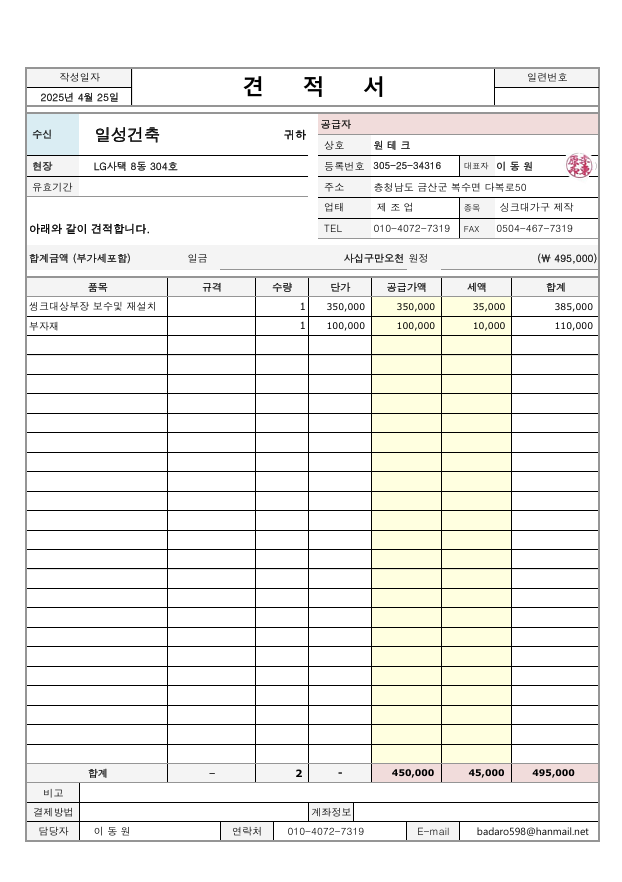 작성일자
견 적 서
일련번호
2025년 4월 25일
수신 일성건축 귀하
공급자
상호 원 테 크
현장 LG사택 8동 304호
등록번호 305-25-34316 대표자 이 동 원
유효기간
주소 충청남도 금산군 복수면 다복로50
업태 제 조 업 종목 싱크대가구 제작
아래와 같이 견적합니다.
TEL 010-4072-7319 FAX 0504-467-7319
합계금액 (부가세포함) 일금 사십구만오천 원정 (₩ 495,000)
품목 규격 수량 단가 공급가액 세액 합계
씽크대상부장 보수및 재설치 1 350,000 350,000 35,000 385,000
부자재 1 100,000 100,000 10,000 110,000
합계 – 2 - 450,000 45,000 495,000
비고
결제방법 계좌정보
담당자 이 동 원 연락처 010-4072-7319 E-mail badaro598@hanmail.net